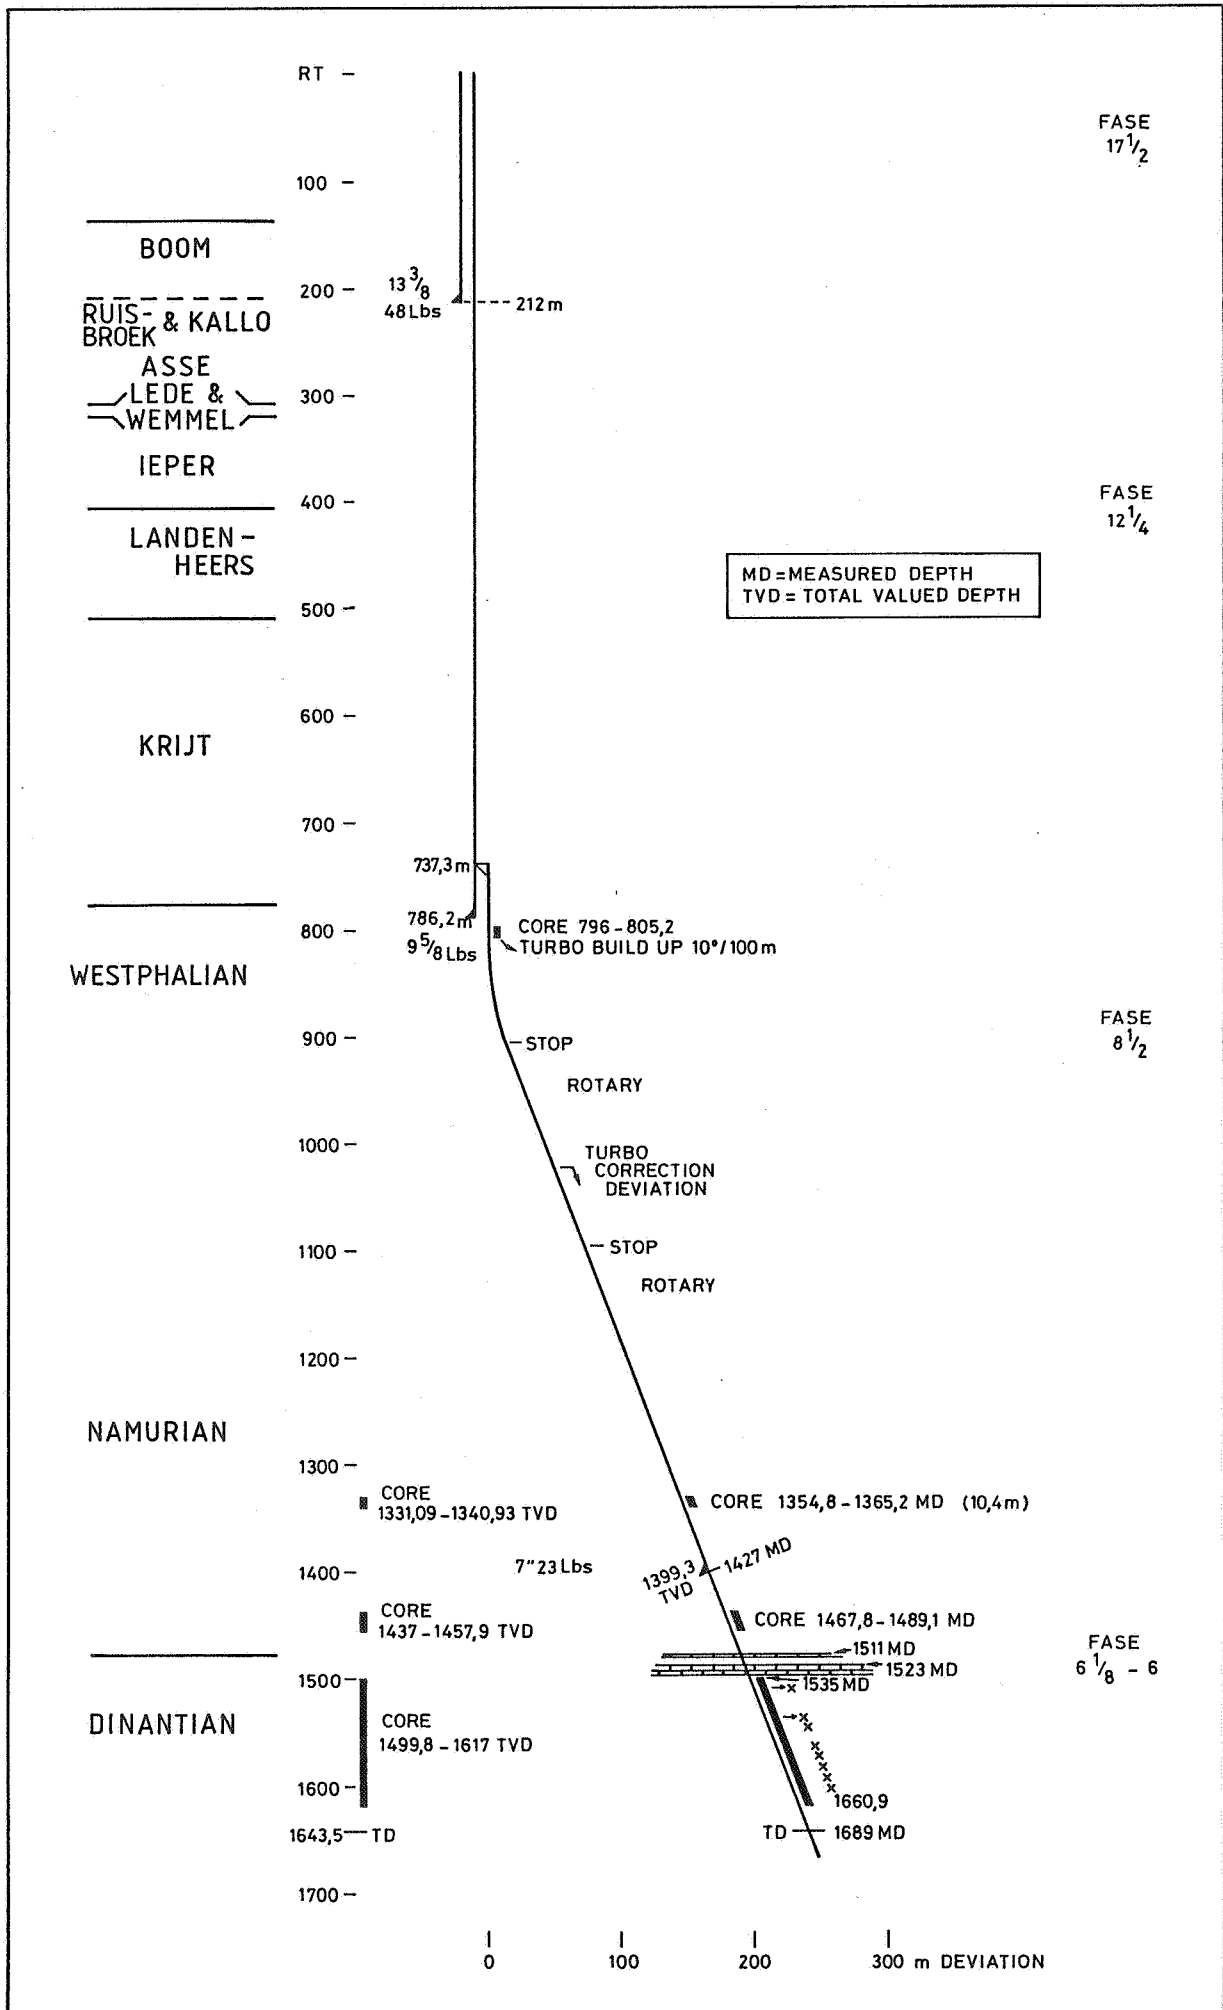 RT
FASE
17 1/2
100
BOOM
200
13 3/8
48 Lbs
212 m
RUIS-
BROEK & KALLO
ASSE
LEDE &
WEMMEL
300
IEPER
400
FASE
12 1/4
LANDEN-
HEERS
MD = MEASURED DEPTH
TVD = TOTAL VALUED DEPTH
500
600
KRIJT
700
737,3 m
786,2 m
9 5/8 Lbs
800
CORE 796 - 805,2
TURBO BUILD UP 10°/100 m
WESTPHALIAN
900
STOP
FASE
8 1/2
ROTARY
1000
TURBO
CORRECTION
DEVIATION
1100
STOP
ROTARY
1200
NAMURIAN
1300
CORE
1331,09 - 1340,93 TVD
CORE 1354,8 - 1365,2 MD (10,4 m)
1400
7" 23 Lbs
1399,3
TVD
1427 MD
CORE
1437 - 1457,9 TVD
CORE 1467,8 - 1489,1 MD
1511 MD
1523 MD
FASE
6 1/8 - 6
1500
1535 MD
DINANTIAN
CORE
1499,8 - 1617 TVD
1600
1660,9
1643,5 TD
TD 1689 MD
1700
0 100 200 300 m DEVIATION